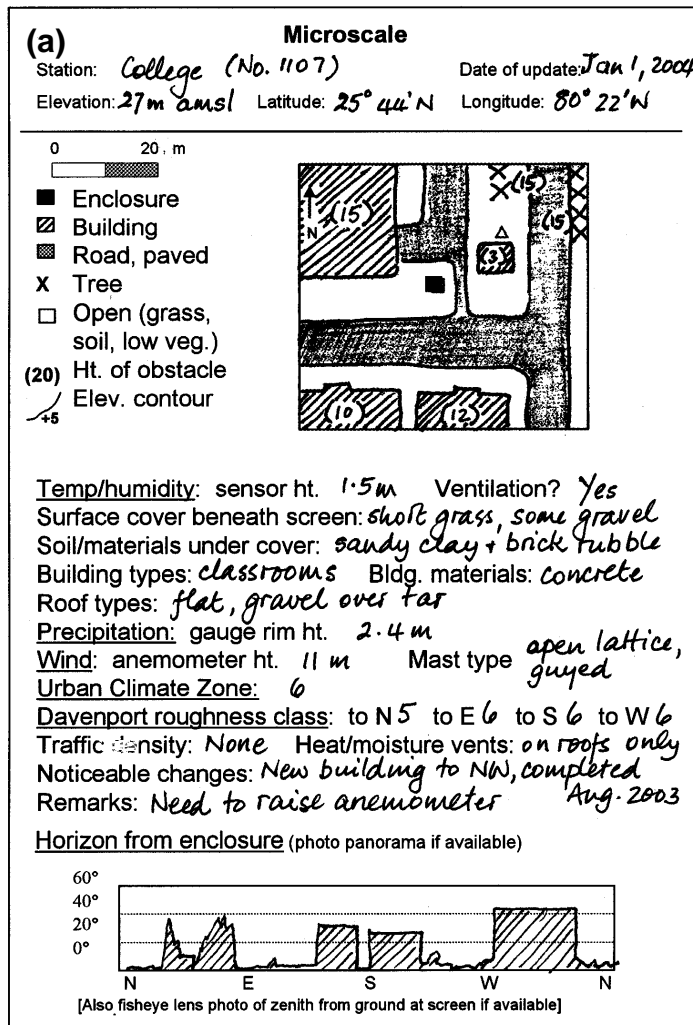 (a)
Microscale
Station: College (No. 1107) Date of update: Jan 1, 2004
Elevation: 27m amsl Latitude: 25° 44' N Longitude: 80° 22' W
0 20 m
Enclosure
Building
Road, paved
X Tree
Open (grass,
soil, low veg.)
(20) Ht. of obstacle
+5 Elev. contour
N
(15)
(15)
(15)
(3)
(10)
(12)
Temp/humidity: sensor ht. 1.5m Ventilation? Yes
Surface cover beneath screen: short grass, some gravel
Soil/materials under cover: sandy clay + brick rubble
Building types: classrooms Bldg. materials: concrete
Roof types: flat, gravel over tar
Precipitation: gauge rim ht. 2.4 m
Wind: anemometer ht. 11 m Mast type open lattice, guyed
Urban Climate Zone: 6
Davenport roughness class: to N 5 to E 6 to S 6 to W 6
Traffic density: None Heat/moisture vents: on roofs only
Noticeable changes: New building to NW, completed Aug. 2003
Remarks: Need to raise anemometer
Horizon from enclosure (photo panorama if available)
60°
40°
20°
0°
N E S W N
[Also fisheye lens photo of zenith from ground at screen if available]